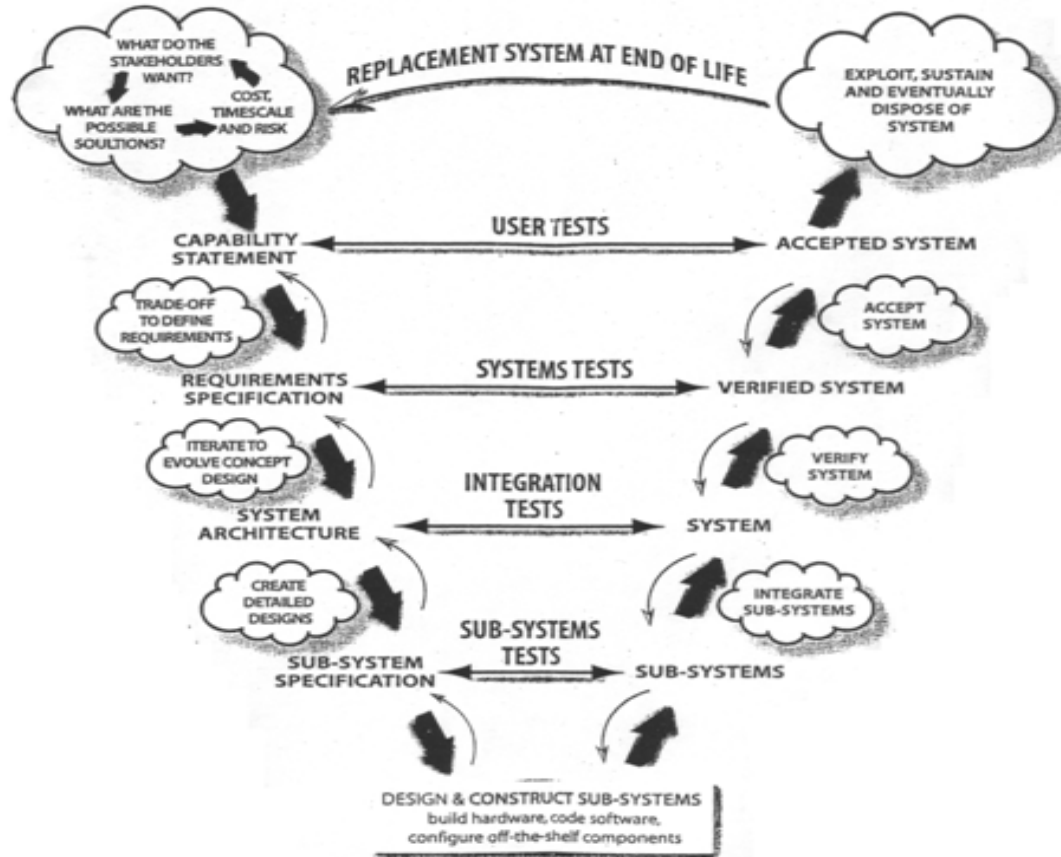 WHAT DO THE
STAKEHOLDERS
WANT?
COST,
TIMESCALE
AND RISK
WHAT ARE THE
POSSIBLE
SOULTIONS?
REPLACEMENT SYSTEM AT END OF LIFE
EXPLOIT, SUSTAIN
AND EVENTUALLY
DISPOSE OF
SYSTEM
CAPABILITY
STATEMENT
USER TESTS
ACCEPTED SYSTEM
TRADE-OFF
TO DEFINE
REQUIREMENTS
ACCEPT
SYSTEM
REQUIREMENTS
SPECIFICATION
SYSTEMS TESTS
VERIFIED SYSTEM
ITERATE TO
EVOLVE CONCEPT
DESIGN
VERIFY
SYSTEM
SYSTEM
ARCHITECTURE
INTEGRATION
TESTS
SYSTEM
CREATE
DETAILED
DESIGNS
INTEGRATE
SUB-SYSTEMS
SUB-SYSTEM
SPECIFICATION
SUB-SYSTEMS
TESTS
SUB-SYSTEMS
DESIGN & CONSTRUCT SUB-SYSTEMS
build hardware, code software,
configure off-the-shelf components